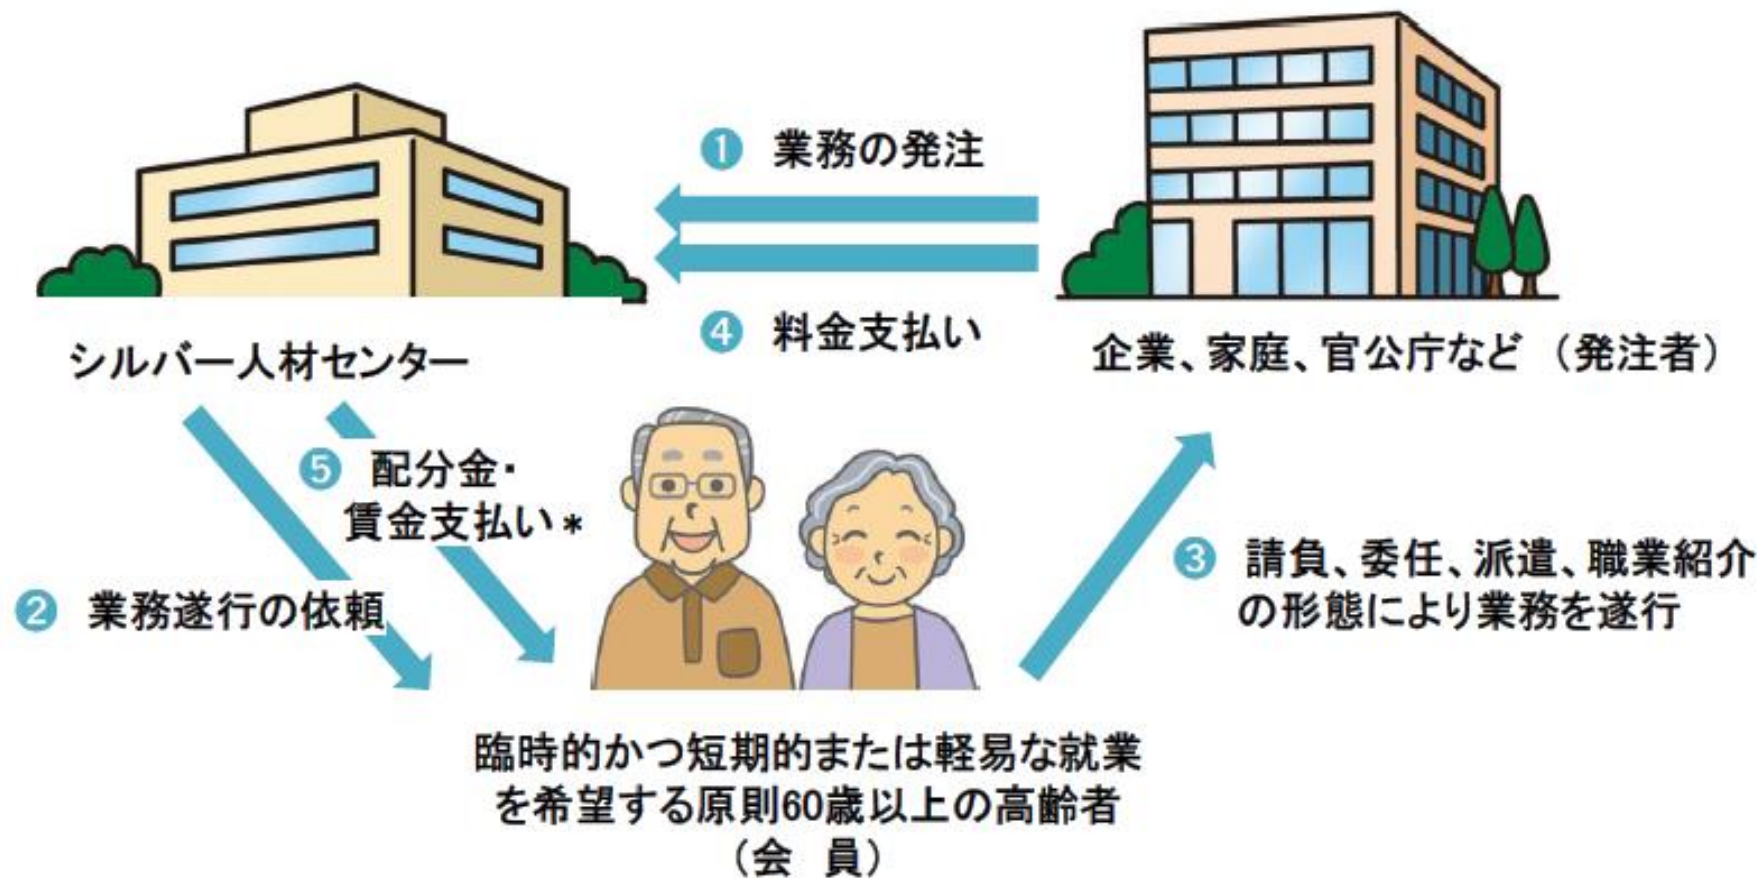 ❶ 業務の発注
❹ 料金支払い
シルバー人材センター
企業、家庭、官公庁など（発注者）
❺ 配分金・
賃金支払い*
❷ 業務遂行の依頼
❸ 請負、委任、派遣、職業紹介
の形態により業務を遂行
臨時的かつ短期的または軽易な就業
を希望する原則60歳以上の高齢者
（会　員）